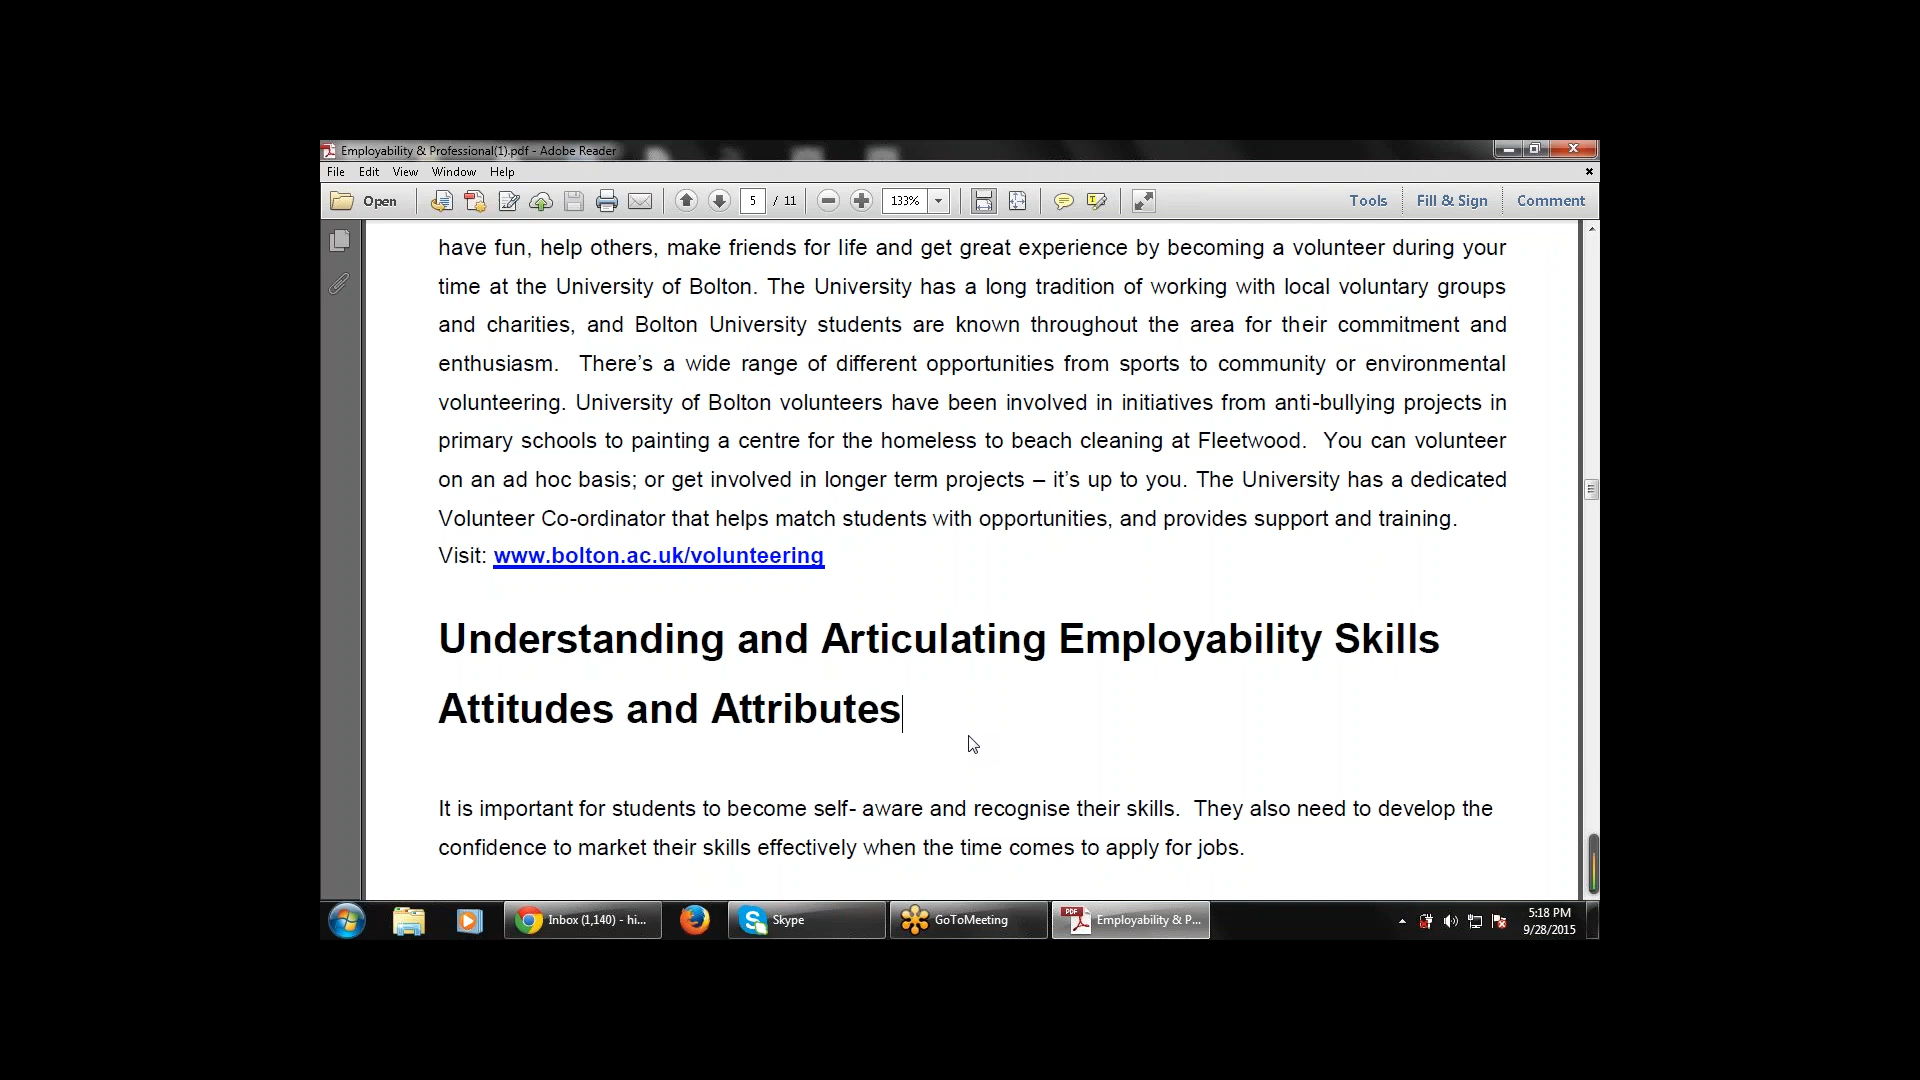 Employability & Professional(1).pdf - Adobe Reader
File Edit View Window Help
Open 5 / 11 133% Tools Fill & Sign Comment
have fun, help others, make friends for life and get great experience by becoming a volunteer during your
time at the University of Bolton. The University has a long tradition of working with local voluntary groups
and charities, and Bolton University students are known throughout the area for their commitment and
enthusiasm. There’s a wide range of different opportunities from sports to community or environmental
volunteering. University of Bolton volunteers have been involved in initiatives from anti-bullying projects in
primary schools to painting a centre for the homeless to beach cleaning at Fleetwood. You can volunteer
on an ad hoc basis; or get involved in longer term projects – it’s up to you. The University has a dedicated
Volunteer Co-ordinator that helps match students with opportunities, and provides support and training.
Visit: www.bolton.ac.uk/volunteering
Understanding and Articulating Employability Skills
Attitudes and Attributes
It is important for students to become self- aware and recognise their skills. They also need to develop the
confidence to market their skills effectively when the time comes to apply for jobs.
Inbox (1,140) - hi... Skype GoToMeeting PDF Employability & P... 5:18 PM
9/28/2015